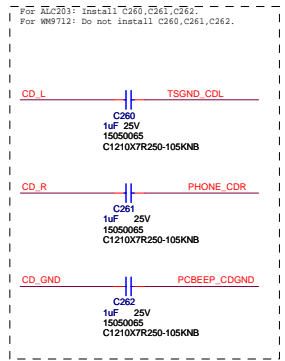 For ALC203: Install C260,C261,C262.
For WM9712: Do not install C260,C261,C262.
CD_L TSGND_CDL
C260
1uF 25V
15050065
C1210X7R250-105KNB
CD_R PHONE_CDR
C261
1uF 25V
15050065
C1210X7R250-105KNB
CD_GND PCBEEP_CDGND
C262
1uF 25V
15050065
C1210X7R250-105KNB